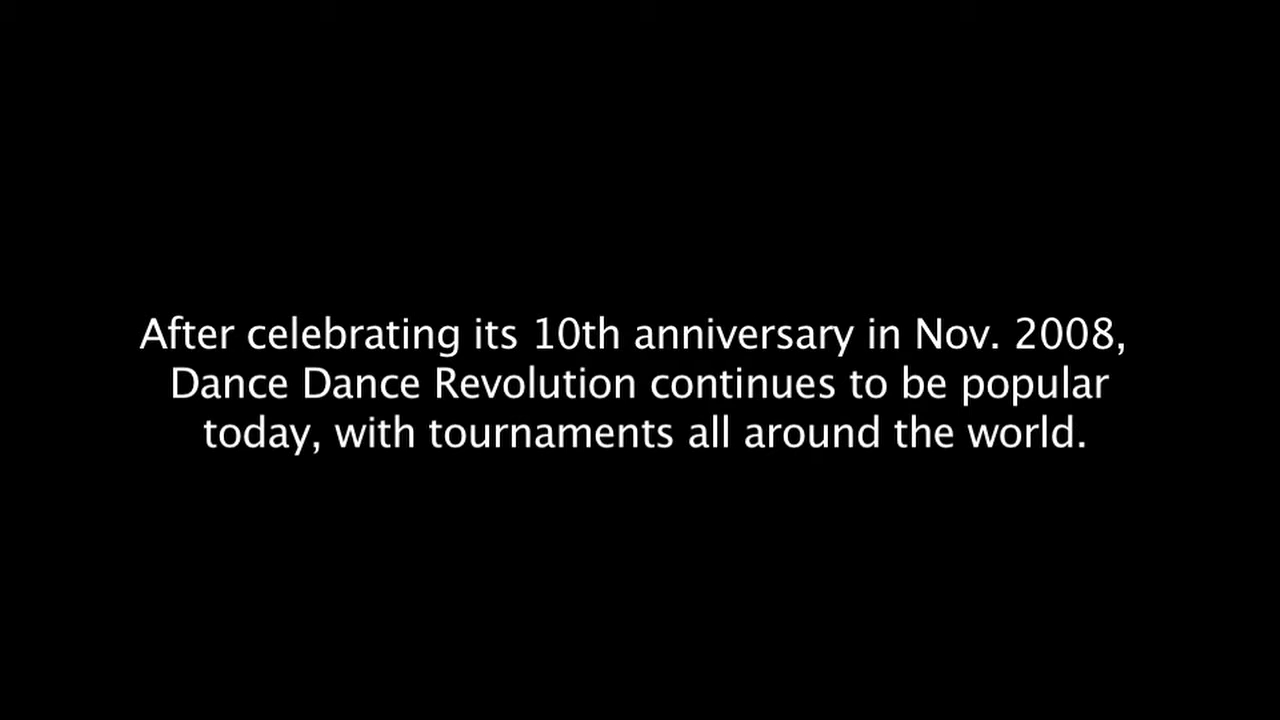 After celebrating its 10th anniversary in Nov. 2008,
Dance Dance Revolution continues to be popular
today, with tournaments all around the world.